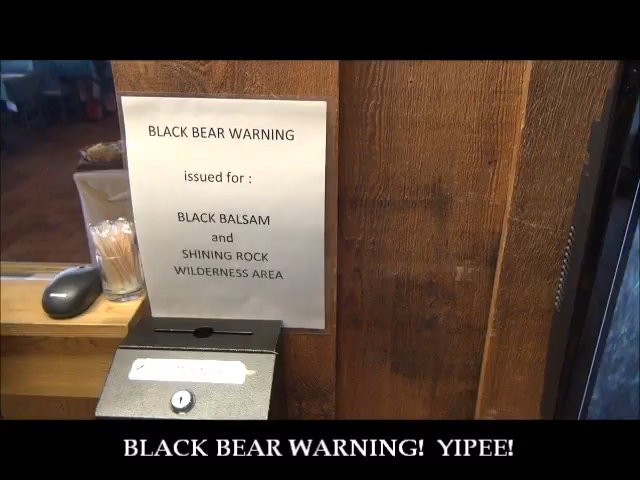 BLACK BEAR WARNING
issued for :
BLACK BALSAM
and
SHINING ROCK
WILDERNESS AREA
BLACK BEAR WARNING!  YIPEE!